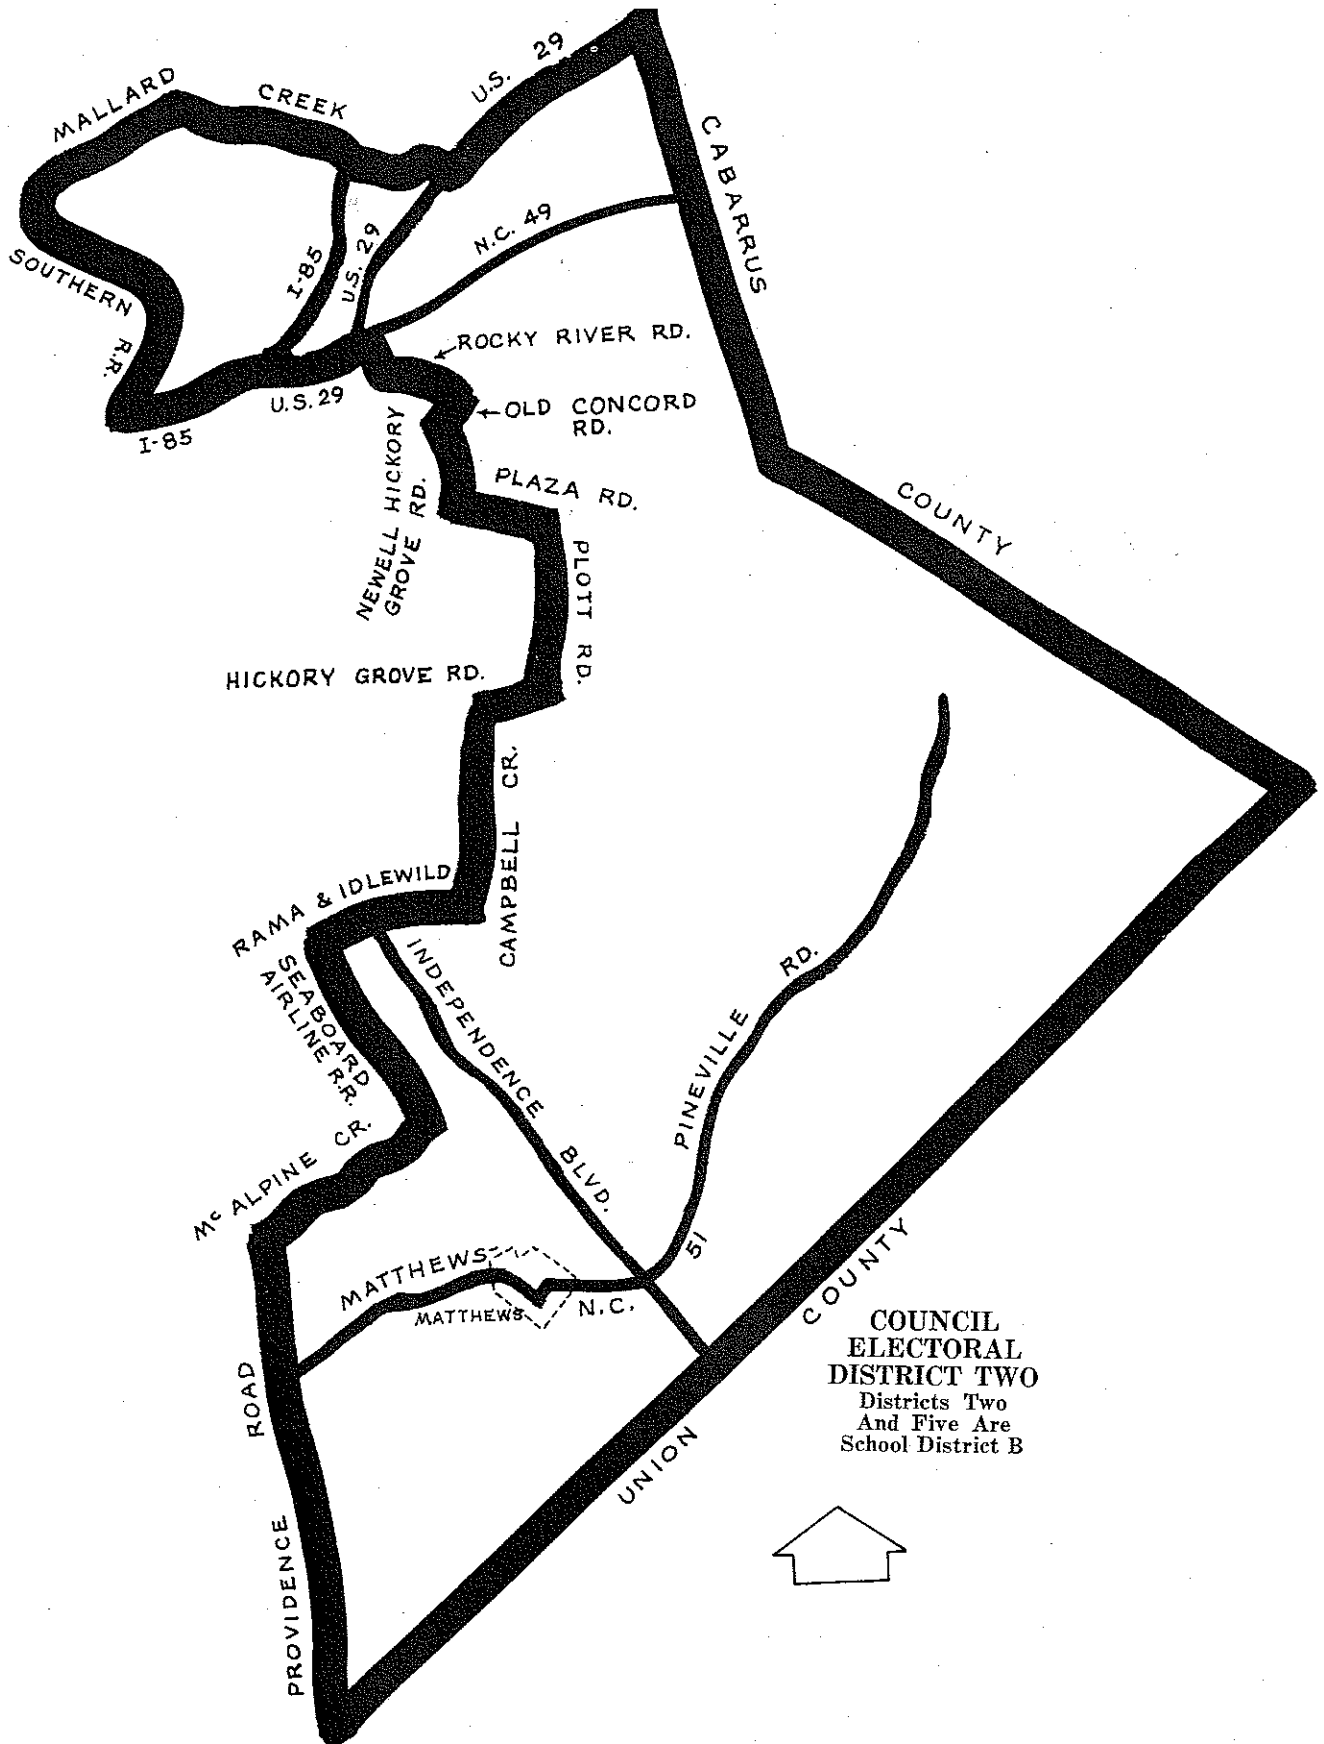 MALLARD CREEK
U.S. 29
CABARRUS COUNTY
SOUTHERN R.R.
I-85
U.S. 29
N.C. 49
ROCKY RIVER RD.
U.S. 29
OLD CONCORD
RD.
I-85
NEWELL HICKORY
GROVE RD.
PLAZA RD.
PLOTT RD.
HICKORY GROVE RD.
CAMPBELL CR.
RAMA & IDLEWILD
SEABOARD
AIRLINE R.R.
INDEPENDENCE BLVD.
PINEVILLE RD.
Mc ALPINE CR.
MATTHEWS
MATTHEWS
N.C. 51
UNION COUNTY
PROVIDENCE ROAD
COUNCIL
ELECTORAL
DISTRICT TWO
Districts Two
And Five Are
School District B